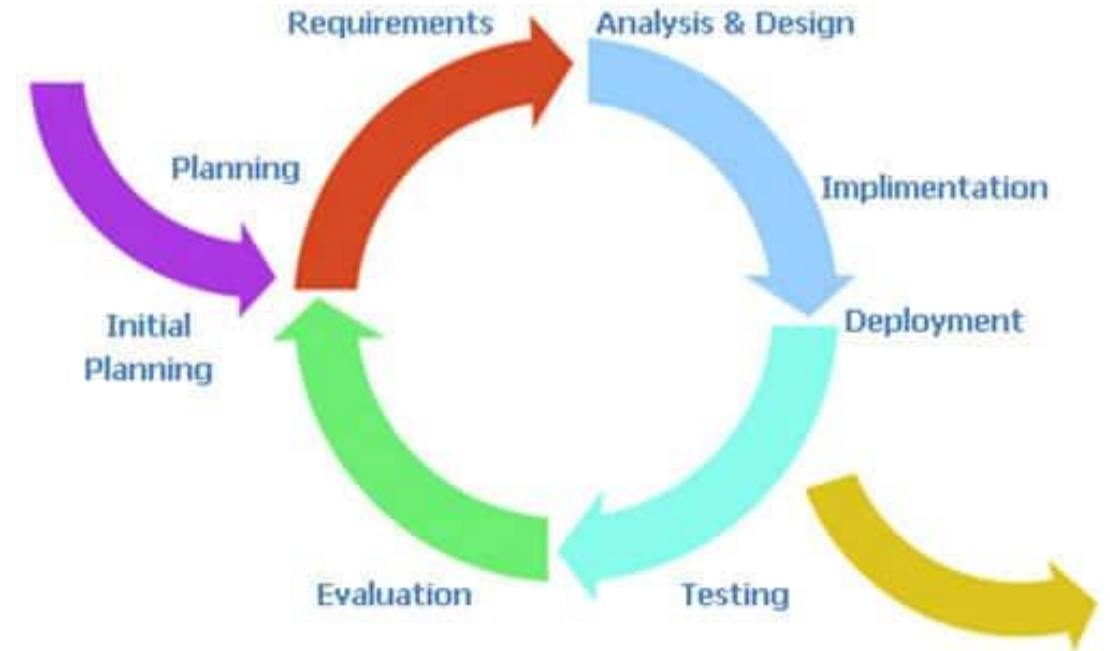 Requirements
Analysis & Design
Planning
Implimentation
Initial
Planning
Deployment
Evaluation
Testing